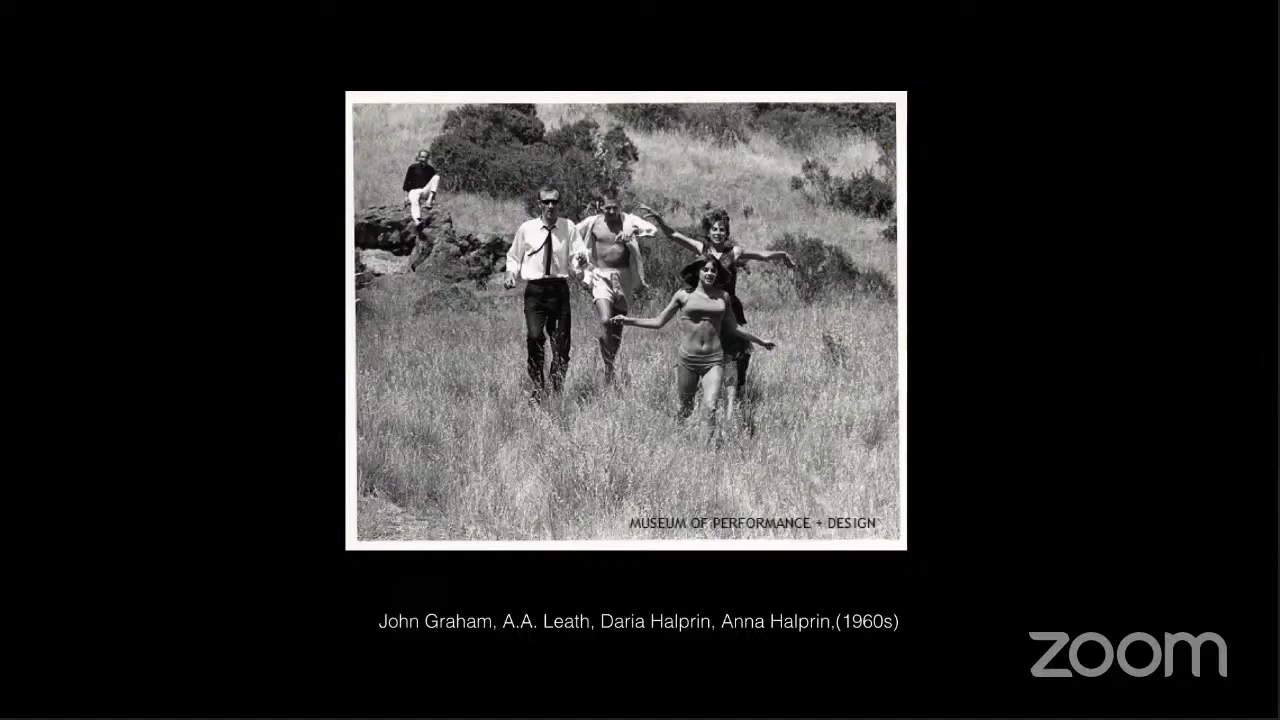 MUSEUM OF PERFORMANCE + DESIGN
John Graham, A.A. Leath, Daria Halprin, Anna Halprin,(1960s)
zoom